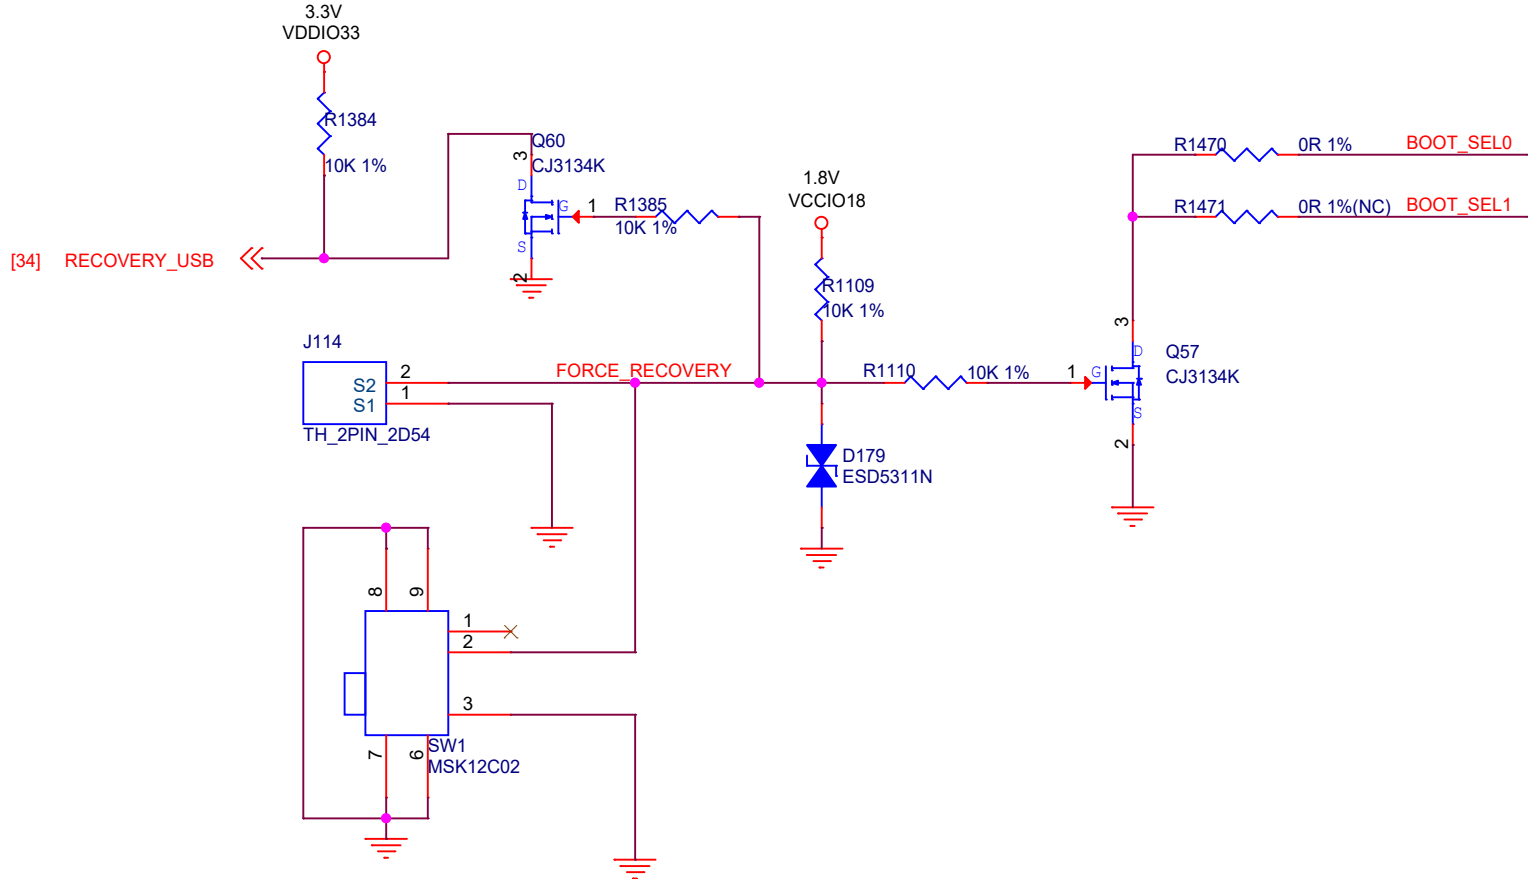 3.3V
VDDIO33
R1384
10K 1%
Q60
CJ3134K
3
D
G
S
1
2
R1385
10K 1%
[34] RECOVERY_USB
1.8V
VCCIO18
R1109
10K 1%
R1470 0R 1% BOOT_SEL0
R1471 0R 1%(NC) BOOT_SEL1
J114
S2 2
S1 1
TH_2PIN_2D54
FORCE_RECOVERY
R1110 10K 1%
1
3
D
G
S
2
Q57
CJ3134K
D179
ESD5311N
8 9
1
2
3
7 6
SW1
MSK12C02